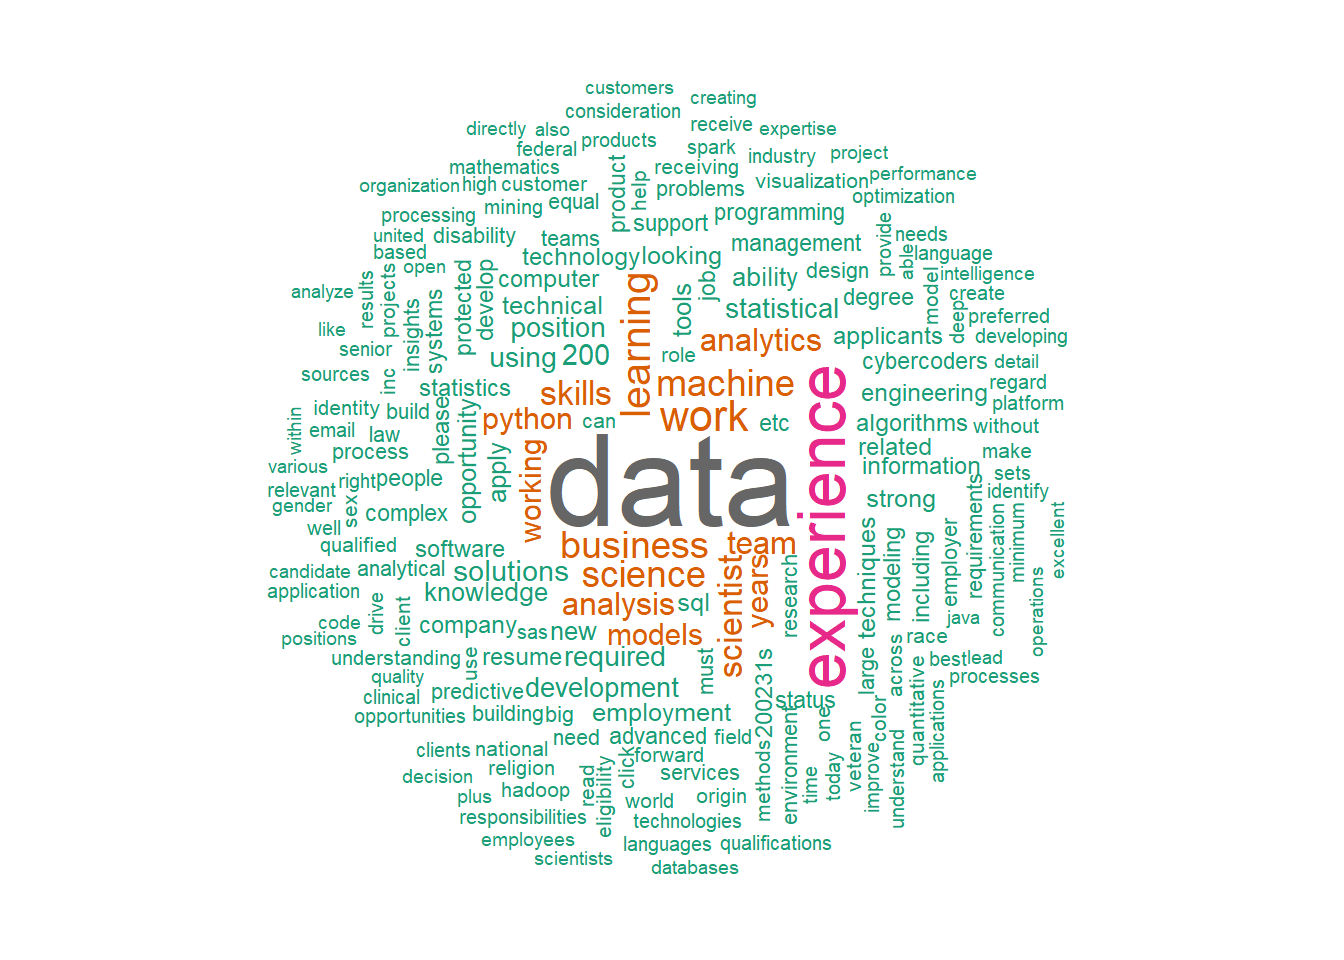 customers
creating
consideration
directly
also
receive
expertise
federal
products
spark
industry
project
mathematics
product
receiving
performance
organization
high
customer
help
problems
visualization
optimization
processing
mining
equal
support
programming
united
disability
teams
management
provide
needs
based
technology
looking
able
language
open
computer
job
ability
design
model
intelligence
analyze
results
projects
protected
develop
technical
learning
tools
statistical
degree
create
deep
preferred
like
insights
systems
position
analytics
applicants
developing
senior
using
200
role
cybercoders
detail
sources
inc
statistics
skills
machine
engineering
regard
platform
identity
build
please
python
can
work
etc
experience
algorithms
without
within
email
law
opportunity
related
make
process
working
data
information
sets
various
right
people
apply
strong
identify
relevant
gender
sex
complex
requirements
well
qualified
software
business
team
techniques
modeling
including
employer
communication
minimum
excellent
candidate
analytical
solutions
science
scientist
years
research
application
knowledge
analysis
sql
java
operations
code
drive
client
company
sas
new
models
race
positions
understanding
use
resume
required
must
200231s
large
across
best
lead
quality
processes
clinical
predictive
development
status
quantitative
opportunities
building
big
employment
color
applications
clients
national
need
advanced
field
methods
environment
one
veteran
understand
decision
religion
click
forward
services
time
today
improve
plus
hadoop
read
eligibility
world
origin
responsibilities
technologies
employees
languages
qualifications
scientists
databases